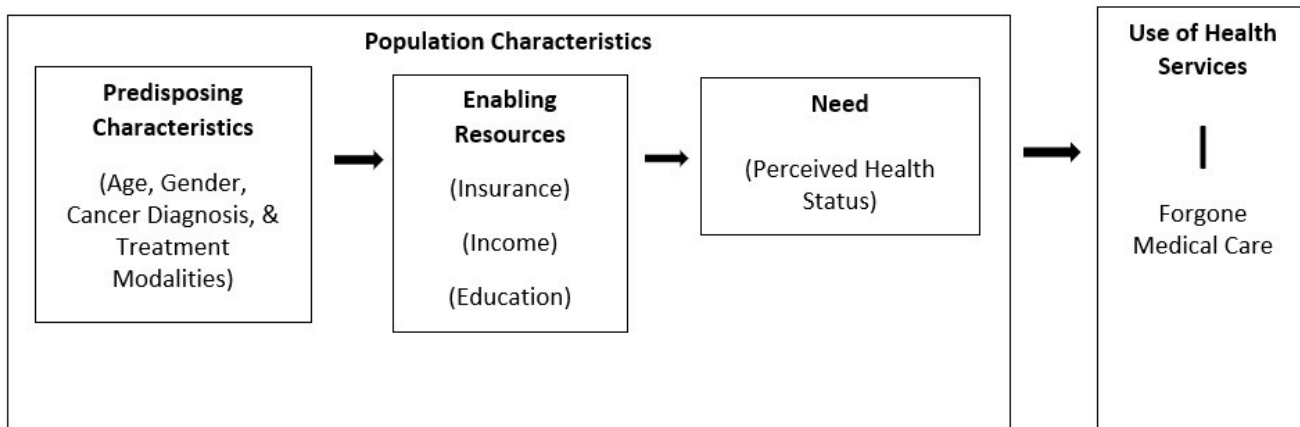 Population Characteristics
Predisposing
Characteristics
(Age, Gender,
Cancer Diagnosis, &
Treatment
Modalities)
Enabling
Resources
(Insurance)
(Income)
(Education)
Need
(Perceived Health
Status)
Use of Health
Services
Forgone
Medical Care